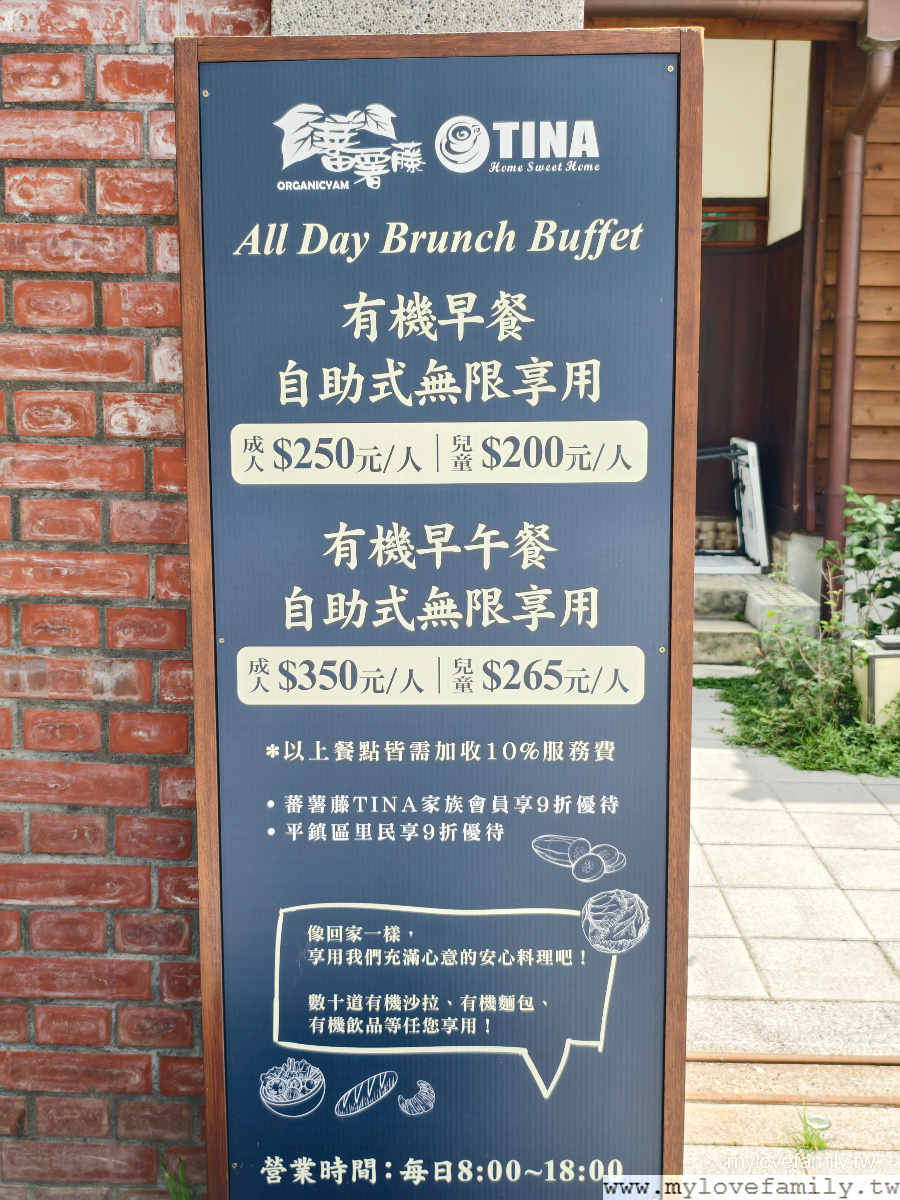 蕃薯藤
ORGANICYAM
TINA
Home Sweet Home
All Day Brunch Buffet
有機早餐
自助式無限享用
成人 $250元/人 | 兒童 $200元/人
有機早午餐
自助式無限享用
成人 $350元/人 | 兒童 $265元/人
*以上餐點皆需加收10%服務費
• 蕃薯藤TINA家族會員享9折優待
• 平鎮區里民享9折優待
像回家一樣，
享用我們充滿心意的安心料理吧！
數十道有機沙拉、有機麵包、
有機飲品等任您享用！
營業時間：每日8:00~18:00
mylovefamily.tw
www.mylovefamily.tw